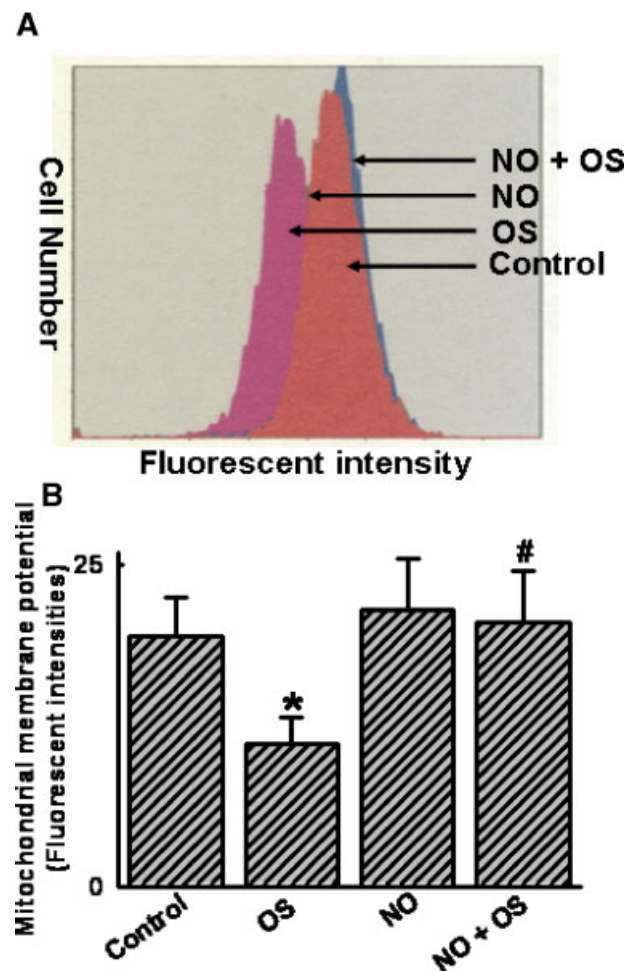 A
Cell Number
NO + OS
NO
OS
Control
Fluorescent intensity
B
Mitochondrial membrane potential
(Fluorescent intensities)
25
0
*
#
Control
OS
NO
NO + OS